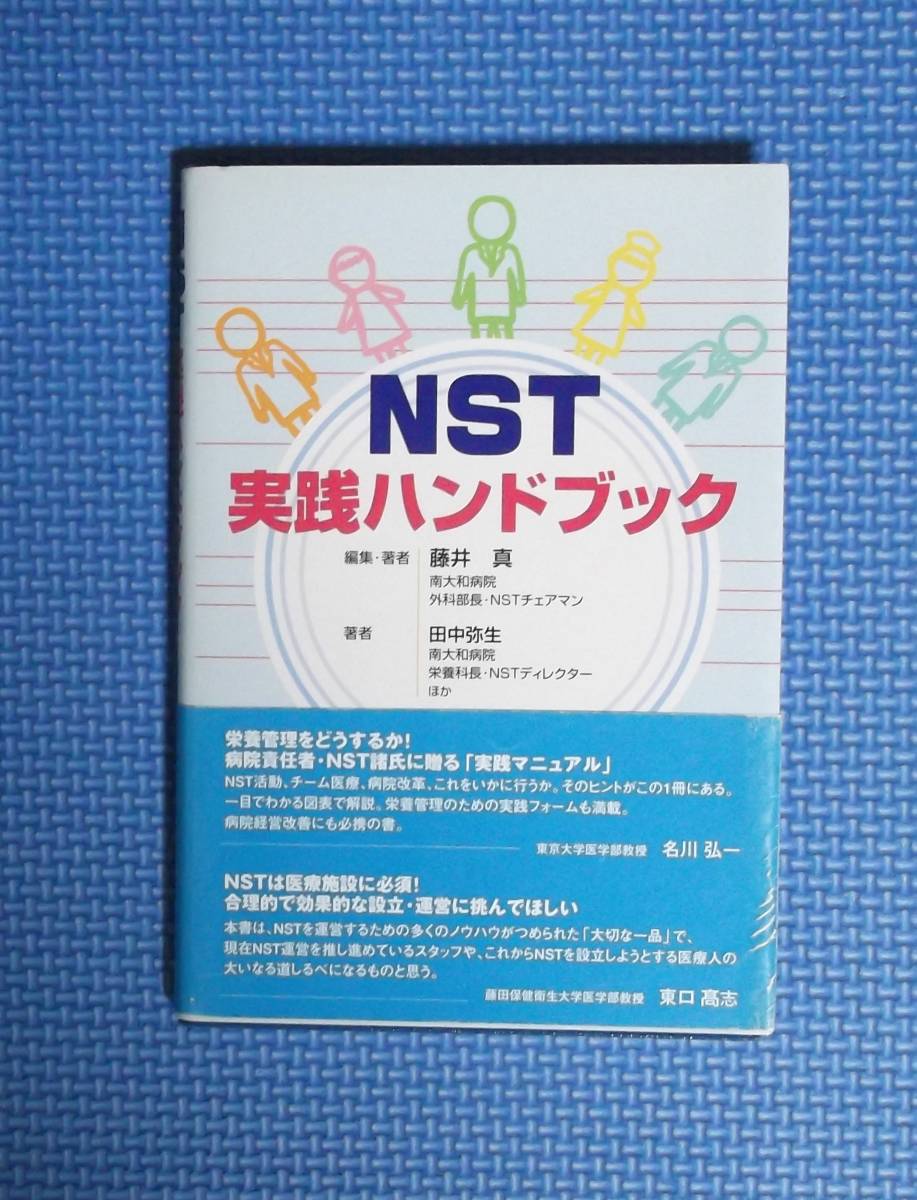 NST
実践ハンドブック
編集・著者 藤井 真
南大和病院
外科部長・NSTチェアマン
著者 田中弥生
南大和病院
栄養科長・NSTディレクター
ほか
栄養管理をどうするか!
病院責任者・NST諸氏に贈る「実践マニュアル」
NST活動、チーム医療、病院改革、これをいかに行うか。そのヒントがこの1冊にある。
一目でわかる図表で解説。栄養管理のための実践フォームも満載。
病院経営改善にも必携の書。
東京大学医学部教授 名川 弘一
NSTは医療施設に必須!
合理的で効果的な設立・運営に挑んでほしい
本書は、NSTを運営するための多くのノウハウがつめられた「大切な一品」で、
現在NST運営を推し進めているスタッフや、これからNSTを設立しようとする医療人の
大いなる道しるべになるものと思う。
藤田保健衛生大学医学部教授 東口 髙志